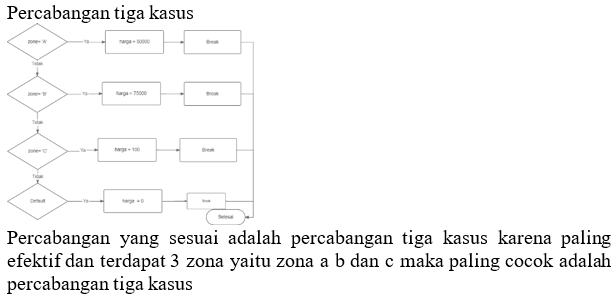 Percabangan tiga kasus
zone= 'A'
Ya
harga = 50000
Break
Tidak
zone= 'B'
Ya
harga = 75000
Break
Tidak
zone= 'C'
Ya
harga = 100
Break
Tidak
Default
Ya
harga = 0
Break
Selesai
Percabangan yang sesuai adalah percabangan tiga kasus karena paling
efektif dan terdapat 3 zona yaitu zona a b dan c maka paling cocok adalah
percabangan tiga kasus